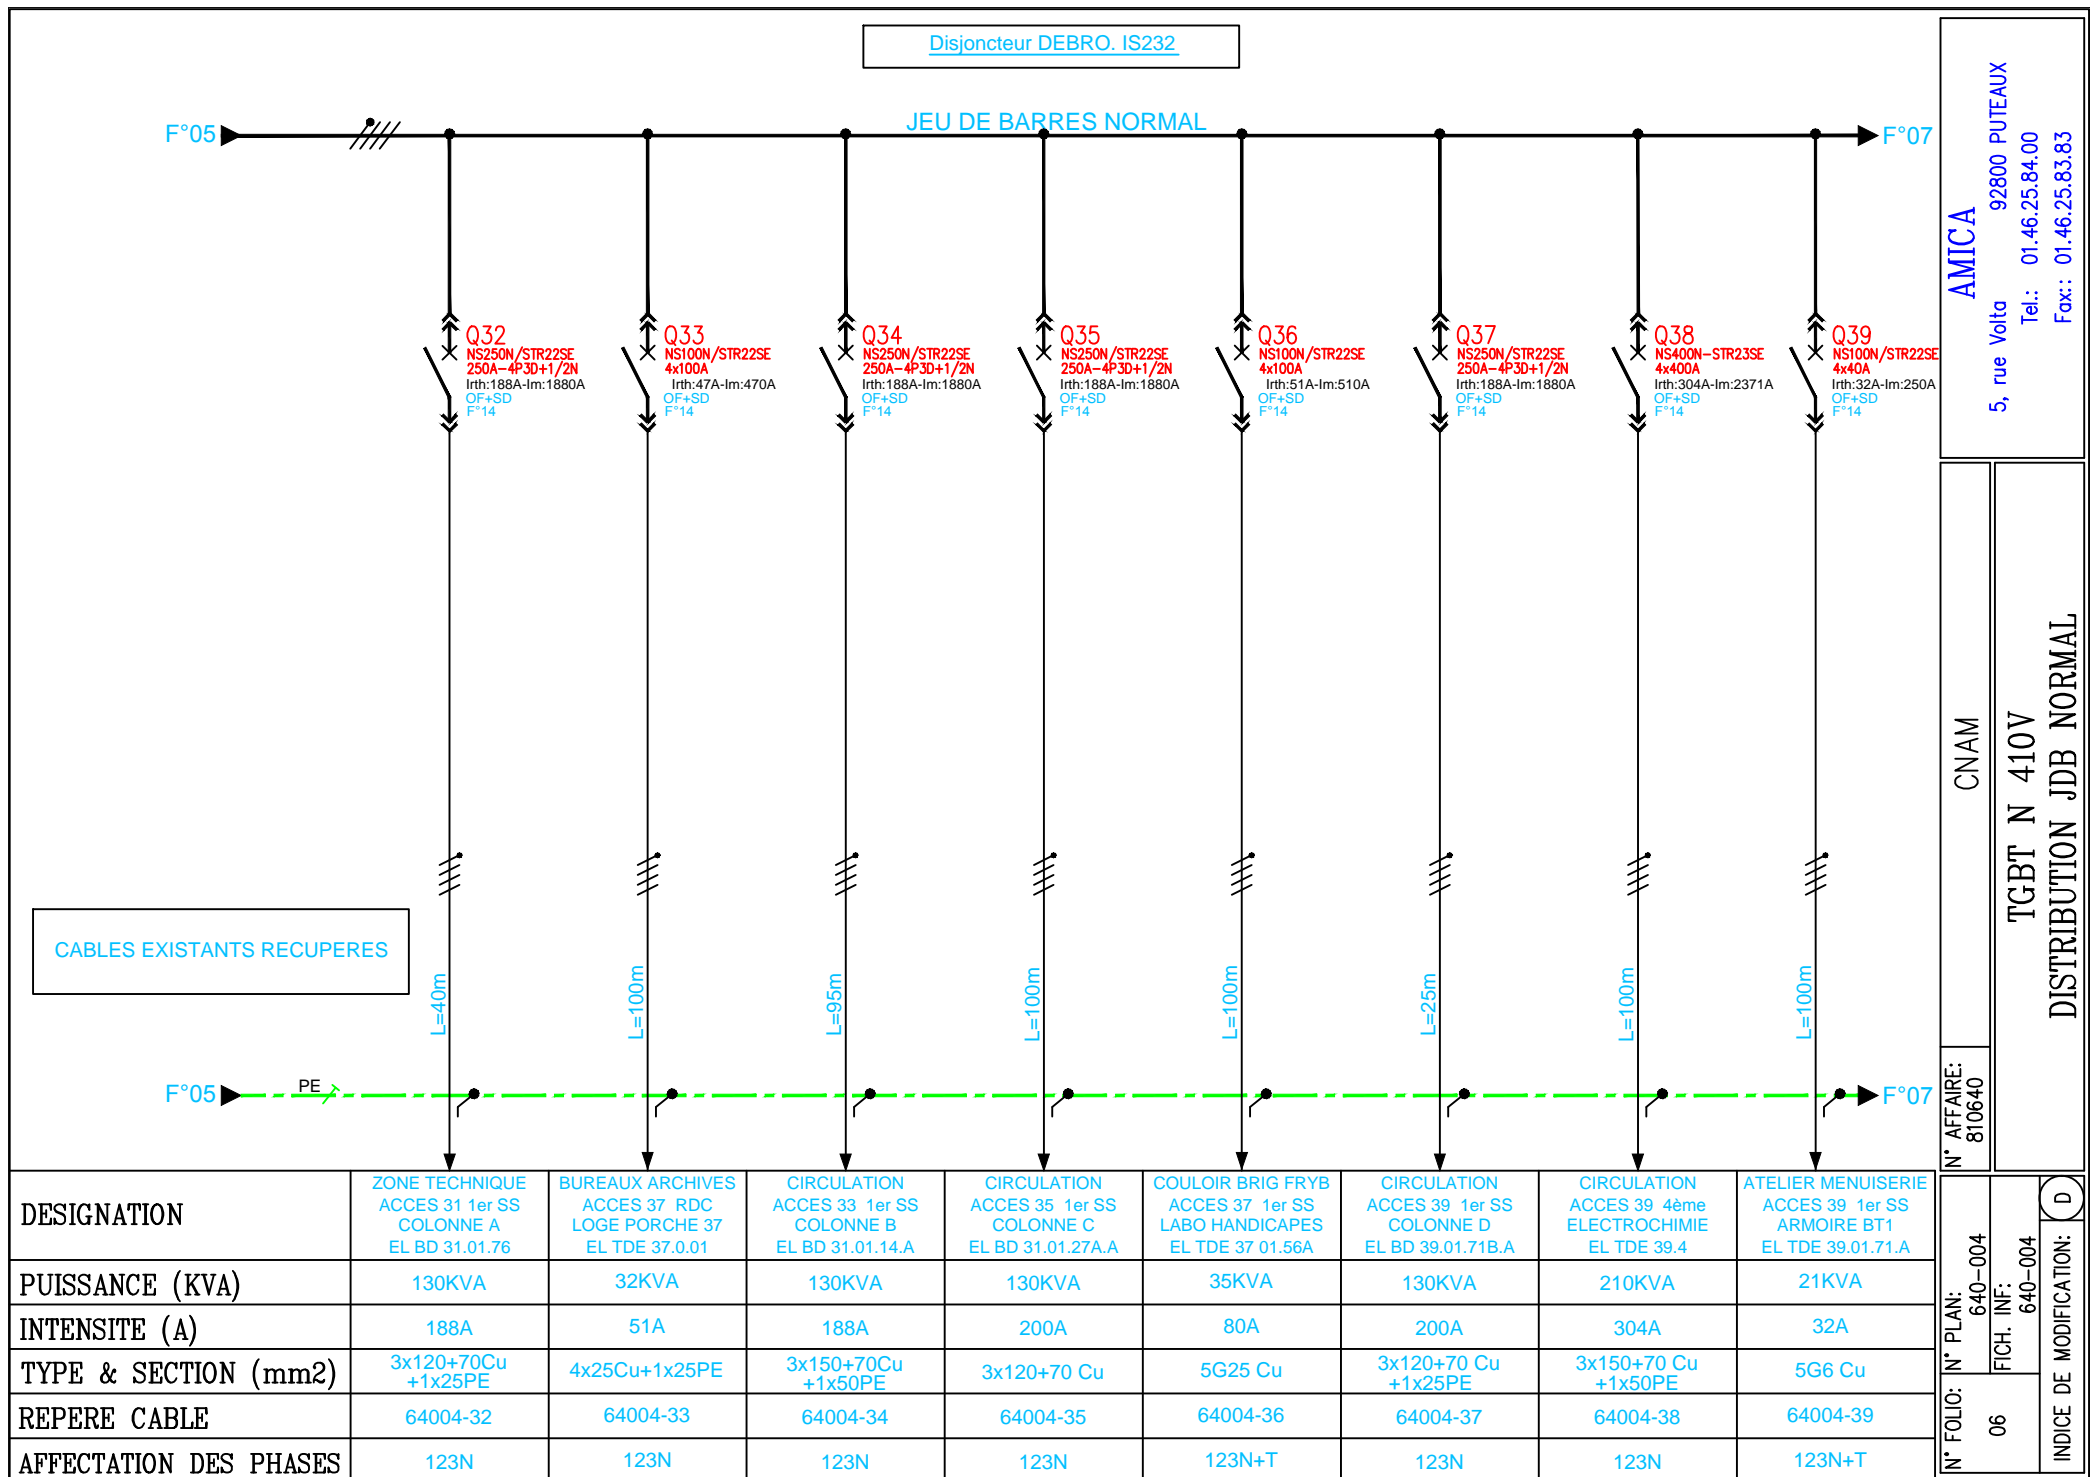 Disjoncteur DEBRO. IS232
JEU DE BARRES NORMAL
F°05
F°07
Q32
NS250N/STR22SE
250A-4P3D+1/2N
Irth:188A-Im:1880A
OF+SD
F°14
Q33
NS100N/STR22SE
4x100A
Irth:47A-Im:470A
OF+SD
F°14
Q34
NS250N/STR22SE
250A-4P3D+1/2N
Irth:188A-Im:1880A
OF+SD
F°14
Q35
NS250N/STR22SE
250A-4P3D+1/2N
Irth:188A-Im:1880A
OF+SD
F°14
Q36
NS100N/STR22SE
4x100A
Irth:51A-Im:510A
OF+SD
F°14
Q37
NS250N/STR22SE
250A-4P3D+1/2N
Irth:188A-Im:1880A
OF+SD
F°14
Q38
NS400N-STR23SE
4x400A
Irth:304A-Im:2371A
OF+SD
F°14
Q39
NS100N/STR22SE
4x40A
Irth:32A-Im:250A
OF+SD
F°14
CABLES EXISTANTS RECUPERES
L=40m
L=100m
L=95m
L=100m
L=100m
L=25m
L=100m
L=100m
F°05
PE
F°07
DESIGNATION
ZONE TECHNIQUE
ACCES 31 1er SS
COLONNE A
EL BD 31.01.76
BUREAUX ARCHIVES
ACCES 37 RDC
LOGE PORCHE 37
EL TDE 37.0.01
CIRCULATION
ACCES 33 1er SS
COLONNE B
EL BD 31.01.14.A
CIRCULATION
ACCES 35 1er SS
COLONNE C
EL BD 31.01.27A.A
COULOIR BRIG FRYB
ACCES 37 1er SS
LABO HANDICAPES
EL TDE 37 01.56A
CIRCULATION
ACCES 39 1er SS
COLONNE D
EL BD 39.01.71B.A
CIRCULATION
ACCES 39 4ème
ELECTROCHIMIE
EL TDE 39.4
ATELIER MENUISERIE
ACCES 39 1er SS
ARMOIRE BT1
EL TDE 39.01.71.A
PUISSANCE (KVA)
130KVA
32KVA
130KVA
130KVA
35KVA
130KVA
210KVA
21KVA
INTENSITE (A)
188A
51A
188A
200A
80A
200A
304A
32A
TYPE & SECTION (mm2)
3x120+70Cu
+1x25PE
4x25Cu+1x25PE
3x150+70Cu
+1x50PE
3x120+70 Cu
5G25 Cu
3x120+70 Cu
+1x25PE
3x150+70 Cu
+1x50PE
5G6 Cu
REPERE CABLE
64004-32
64004-33
64004-34
64004-35
64004-36
64004-37
64004-38
64004-39
AFFECTATION DES PHASES
123N
123N
123N
123N
123N+T
123N
123N
123N+T
AMICA
5, rue Volta 92800 PUTEAUX
Tel.: 01.46.25.84.00
Fax:: 01.46.25.83.83
CNAM
TGBT N 410V
DISTRIBUTION JDB NORMAL
N° AFFAIRE:
810640
N° PLAN:
640-004
FICH. INF:
640-004
N° FOLIO:
06
INDICE DE MODIFICATION:
D